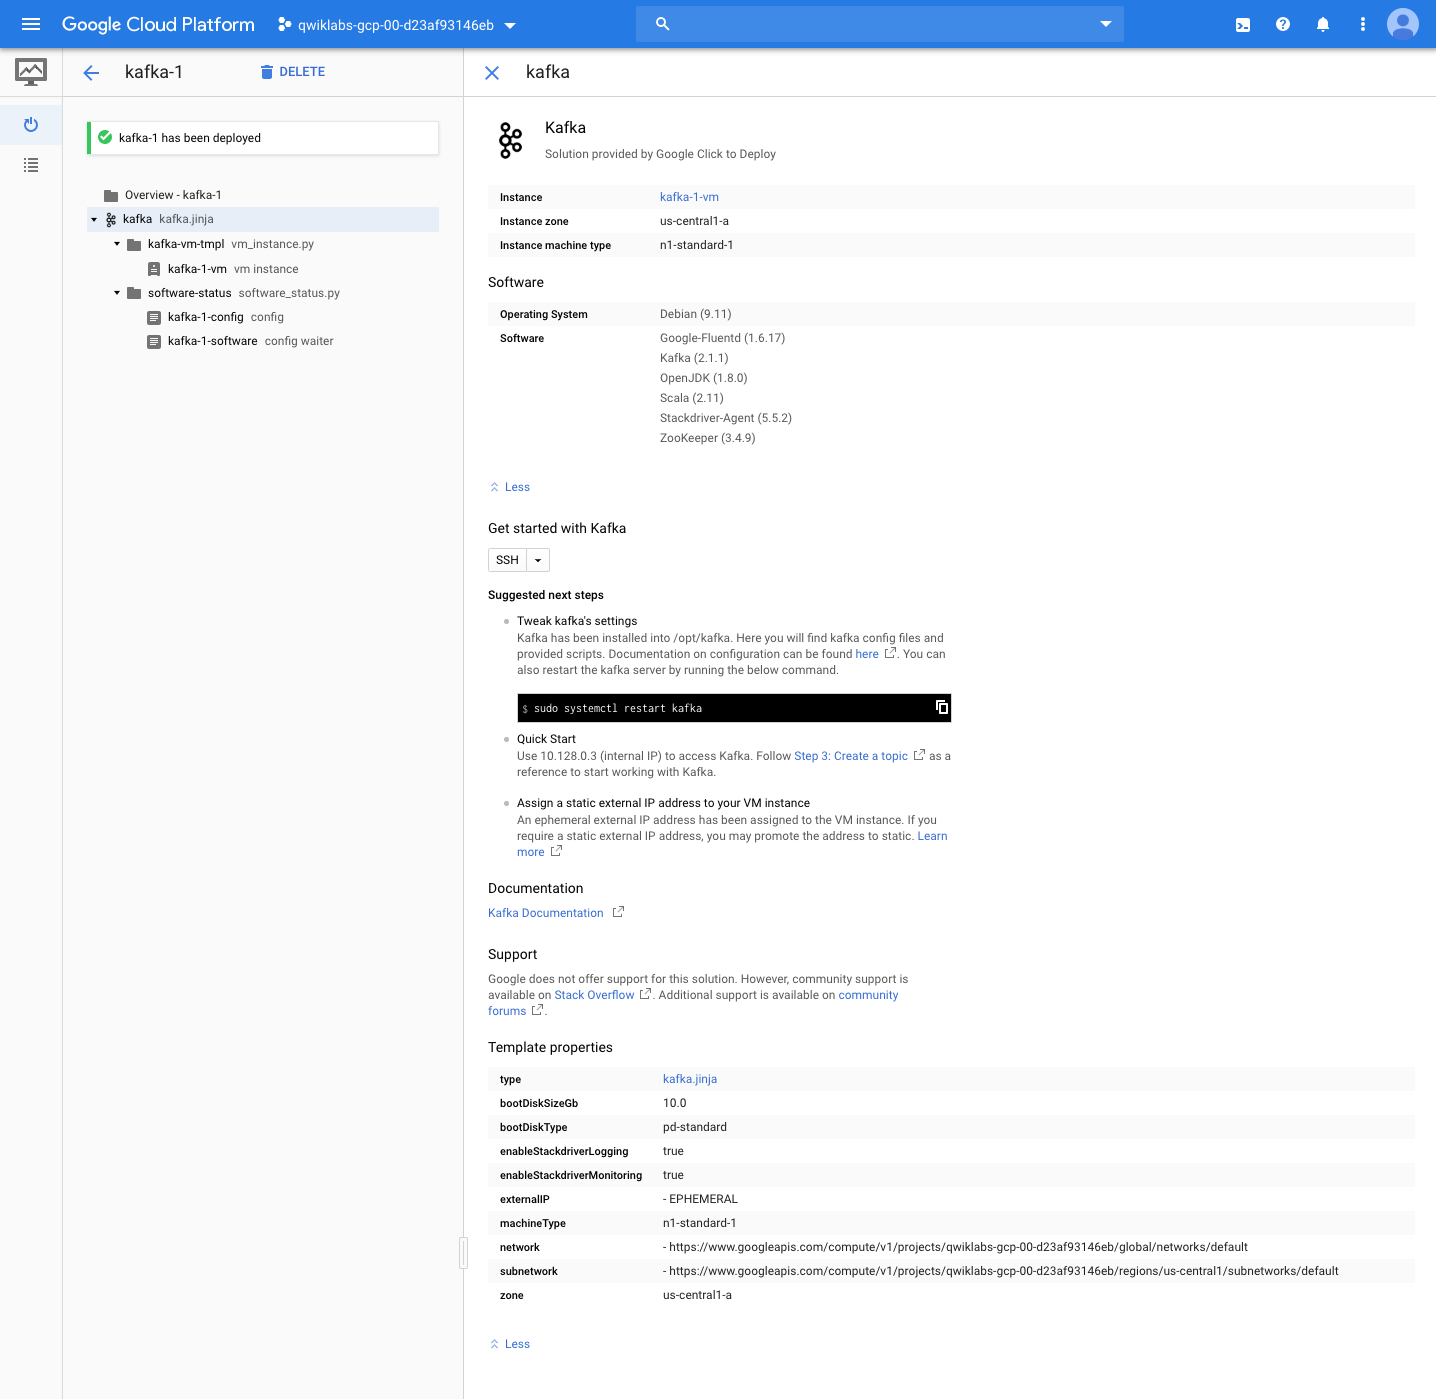 Google Cloud Platform
qwiklabs-gcp-00-d23af93146eb
kafka-1
DELETE
kafka-1 has been deployed
Overview - kafka-1
kafka kafka.jinja
kafka-vm-tmpl vm_instance.py
kafka-1-vm vm instance
software-status software_status.py
kafka-1-config config
kafka-1-software config waiter
kafka
Kafka
Solution provided by Google Click to Deploy
Instance kafka-1-vm
Instance zone us-central1-a
Instance machine type n1-standard-1
Software
Operating System Debian (9.11)
Software Google-Fluentd (1.6.17)
Kafka (2.1.1)
OpenJDK (1.8.0)
Scala (2.11)
Stackdriver-Agent (5.5.2)
ZooKeeper (3.4.9)
Less
Get started with Kafka
SSH
Suggested next steps
Tweak kafka's settings
Kafka has been installed into /opt/kafka. Here you will find kafka config files and
provided scripts. Documentation on configuration can be found here . You can
also restart the kafka server by running the below command.
$ sudo systemctl restart kafka
Quick Start
Use 10.128.0.3 (internal IP) to access Kafka. Follow Step 3: Create a topic as a
reference to start working with Kafka.
Assign a static external IP address to your VM instance
An ephemeral external IP address has been assigned to the VM instance. If you
require a static external IP address, you may promote the address to static. Learn
more
Documentation
Kafka Documentation
Support
Google does not offer support for this solution. However, community support is
available on Stack Overflow . Additional support is available on community
forums .
Template properties
type kafka.jinja
bootDiskSizeGb 10.0
bootDiskType pd-standard
enableStackdriverLogging true
enableStackdriverMonitoring true
externalIP - EPHEMERAL
machineType n1-standard-1
network - https://www.googleapis.com/compute/v1/projects/qwiklabs-gcp-00-d23af93146eb/global/networks/default
subnetwork - https://www.googleapis.com/compute/v1/projects/qwiklabs-gcp-00-d23af93146eb/regions/us-central1/subnetworks/default
zone us-central1-a
Less